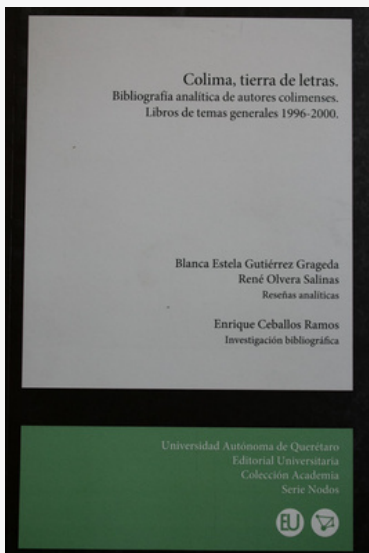 Colima, tierra de letras.
Bibliografía analítica de autores colimenses.
Libros de temas generales 1996-2000.
Blanca Estela Gutiérrez Grageda
René Olvera Salinas
Reseñas analíticas
Enrique Ceballos Ramos
Investigación bibliográfica
Universidad Autónoma de Querétaro
Editorial Universitaria
Colección Academia
Serie Nodos
EU